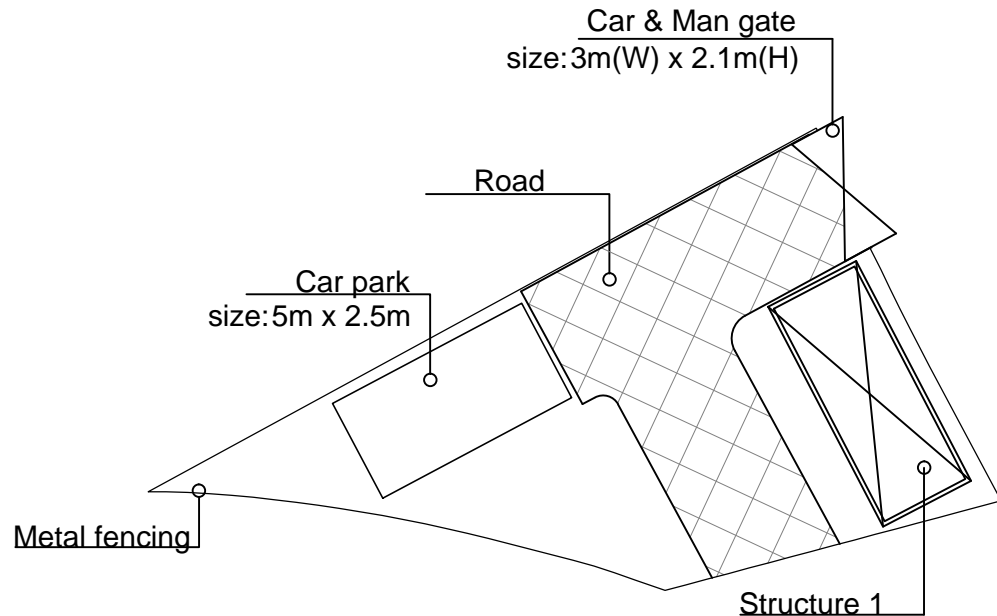 Car & Man gate
size:3m(W) x 2.1m(H)
Road
Car park
size:5m x 2.5m
Metal fencing
Structure 1